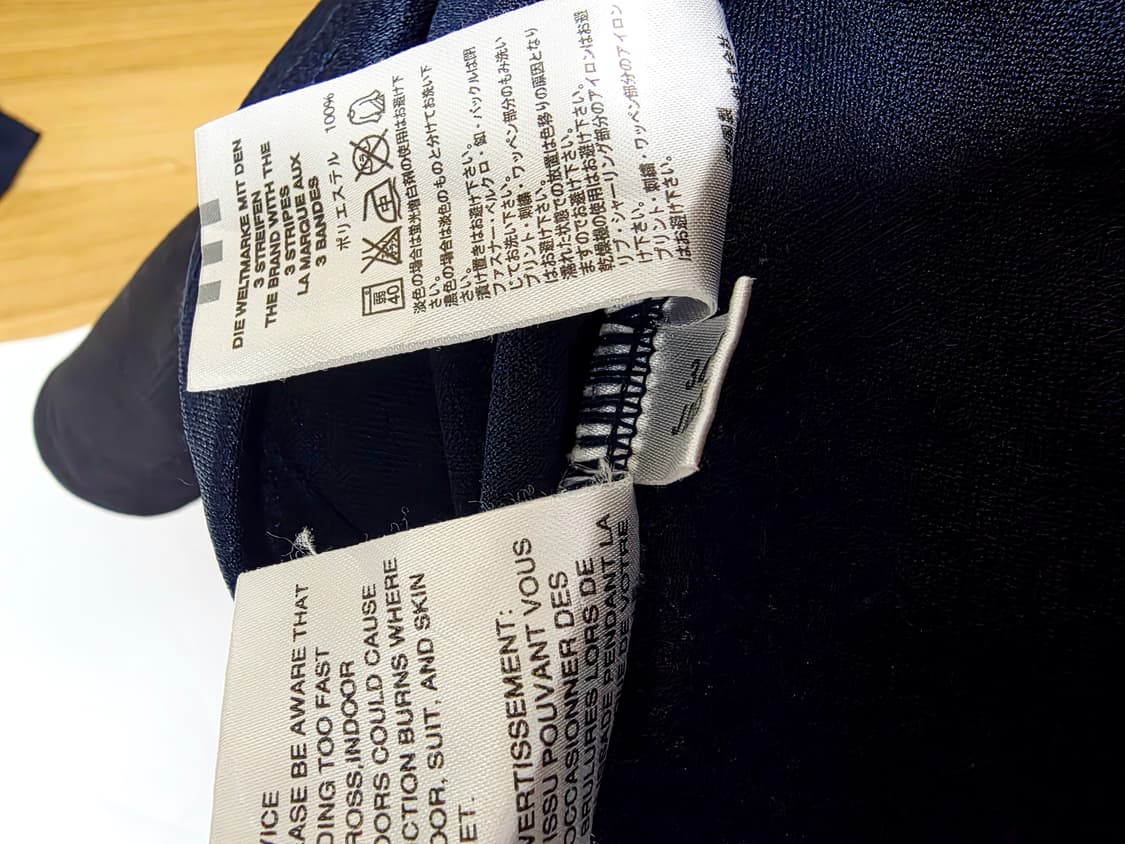 DIE WELTMARKE MIT DEN
3 STREIFEN
THE BRAND WITH THE
3 STRIPES
LA MARQUE AUX
3 BANDES
ポリエステル 100%
弱
40
淡色の場合は蛍光増白剤の使用はお避け下
さい。
濃色の場合は淡色のものと分けてお洗い下
さい。
漬け置きはお避け下さい。
ファスナー・ベルクロ・釦・バックルは閉
じてお洗い下さい。
プリント・刺繍・ワッペン部分のもみ洗い
はお避け下さい。
濡れた状態での放置は色移りの原因となり
ますのでお避け下さい。
乾燥機の使用はお避け下さい。
リブ・シャーリング部分のアイロンはお避
け下さい。
プリント・刺繍・ワッペン部分のアイロン
はお避け下さい。
VICE
ASE BE AWARE THAT
DING TOO FAST
ROSS,INDOOR
OORS COULD CAUSE
CTION BURNS WHERE
OOR, SUIT, AND SKIN
ET.
VERTISSEMENT:
ISSU POUVANT VOUS
OCCASIONNER DES
BRULURES LORS DE
PENDANT LA
DE VOTRE